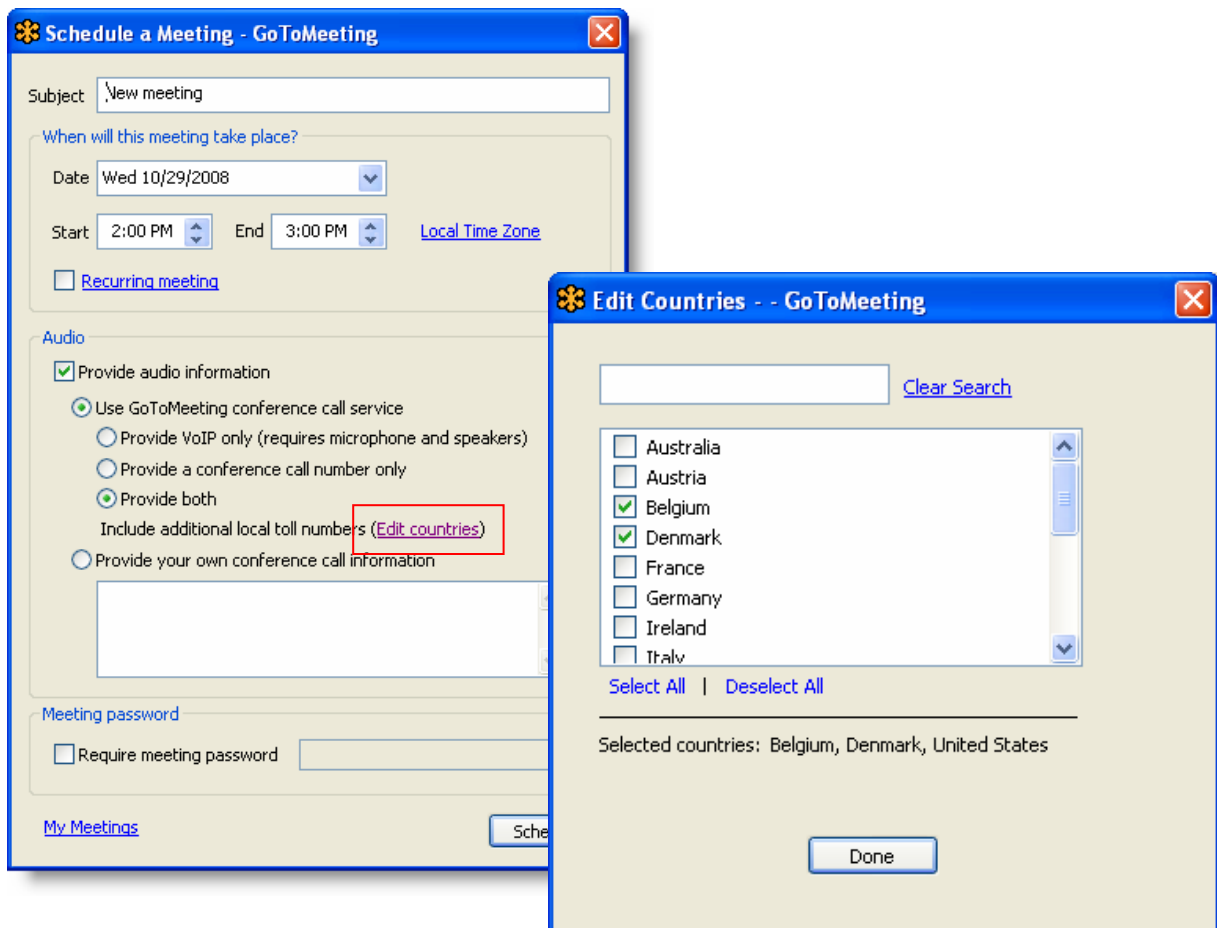 Schedule a Meeting - GoToMeeting
Subject New meeting
When will this meeting take place?
Date Wed 10/29/2008
Start 2:00 PM End 3:00 PM Local Time Zone
Recurring meeting
Audio
Provide audio information
Use GoToMeeting conference call service
Provide VoIP only (requires microphone and speakers)
Provide a conference call number only
Provide both
Include additional local toll numbers (Edit countries)
Provide your own conference call information
Meeting password
Require meeting password
My Meetings Sche
Edit Countries - - GoToMeeting
Clear Search
Australia
Austria
Belgium
Denmark
France
Germany
Ireland
Italy
Select All | Deselect All
Selected countries: Belgium, Denmark, United States
Done